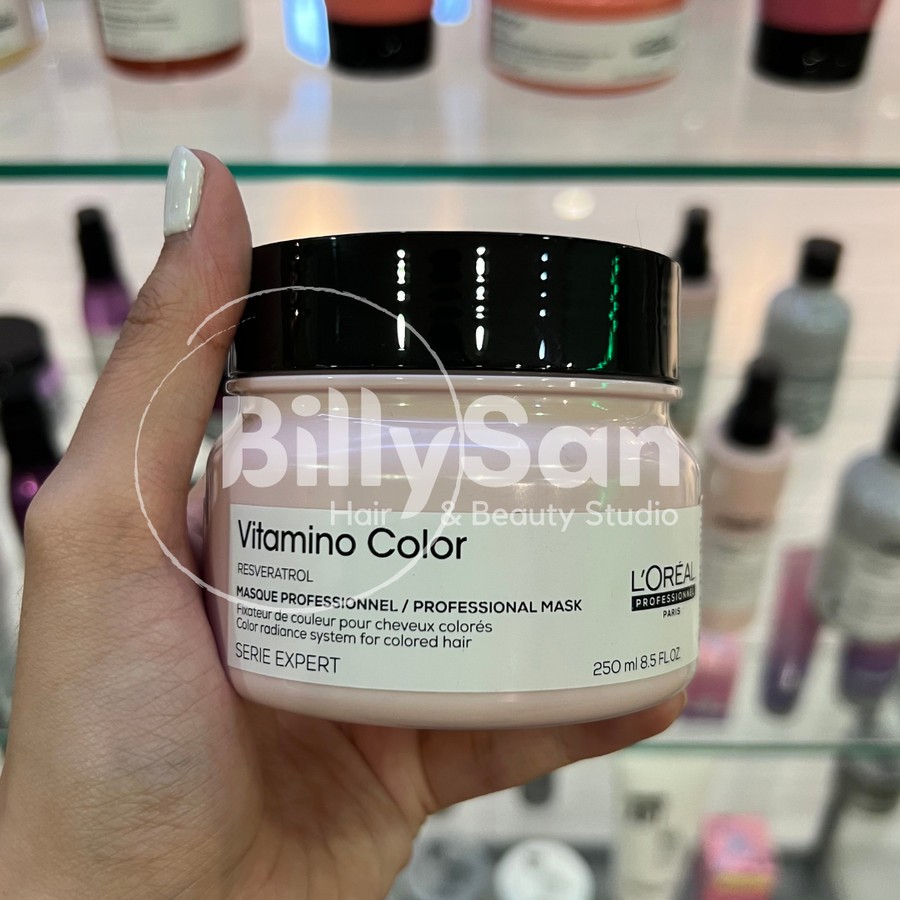 BillySan
Hair & Beauty Studio
Vitamino Color
RESVERATROL
MASQUE PROFESSIONNEL / PROFESSIONAL MASK
Fixateur de couleur pour cheveux colorés
Color radiance system for colored hair
SERIE EXPERT
L'ORÉAL
PROFESSIONNEL
PARIS
250 ml 8.5 FL.OZ.